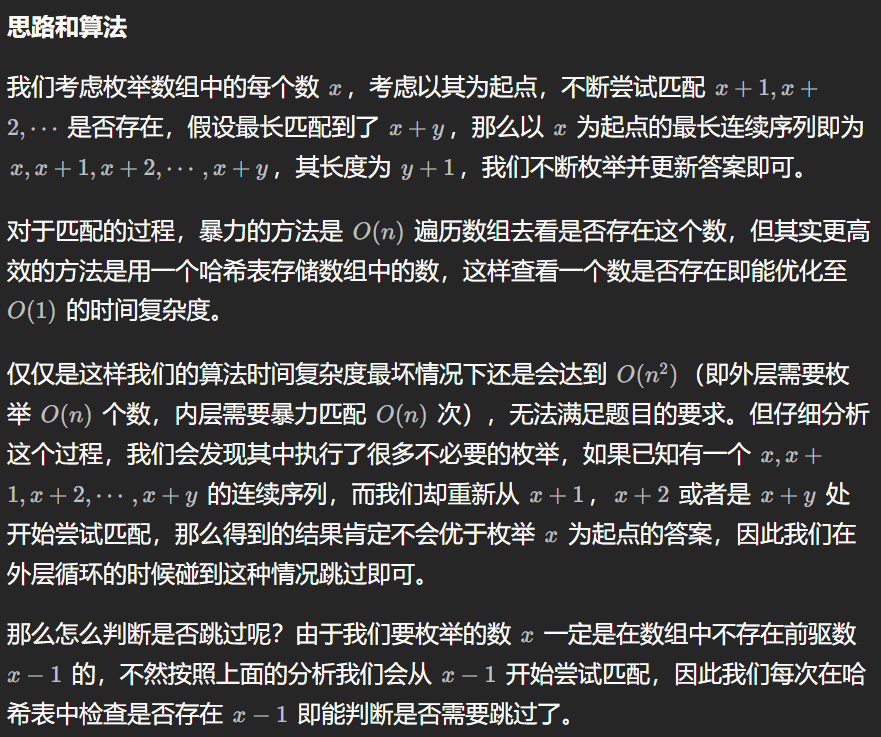 思路和算法
我们考虑枚举数组中的每个数 x，考虑以其为起点，不断尝试匹配 x + 1, x +
2, ⋯ 是否存在，假设最长匹配到了 x + y，那么以 x 为起点的最长连续序列即为
x, x + 1, x + 2, ⋯ , x + y，其长度为 y + 1，我们不断枚举并更新答案即可。
对于匹配的过程，暴力的方法是 O(n) 遍历数组去看是否存在这个数，但其实更高
效的方法是用一个哈希表存储数组中的数，这样查看一个数是否存在即能优化至
O(1) 的时间复杂度。
仅仅是这样我们的算法时间复杂度最坏情况下还是会达到 O(n²)（即外层需要枚
举 O(n) 个数，内层需要暴力匹配 O(n) 次），无法满足题目的要求。但仔细分析
这个过程，我们会发现其中执行了很多不必要的枚举，如果已知有一个 x, x +
1, x + 2, ⋯ , x + y 的连续序列，而我们却重新从 x + 1，x + 2 或者是 x + y 处
开始尝试匹配，那么得到的结果肯定不会优于枚举 x 为起点的答案，因此我们在
外层循环的时候碰到这种情况跳过即可。
那么怎么判断是否跳过呢？由于我们要枚举的数 x 一定是在数组中不存在前驱数
x − 1 的，不然按照上面的分析我们会从 x − 1 开始尝试匹配，因此我们每次在哈
希表中检查是否存在 x − 1 即能判断是否需要跳过了。